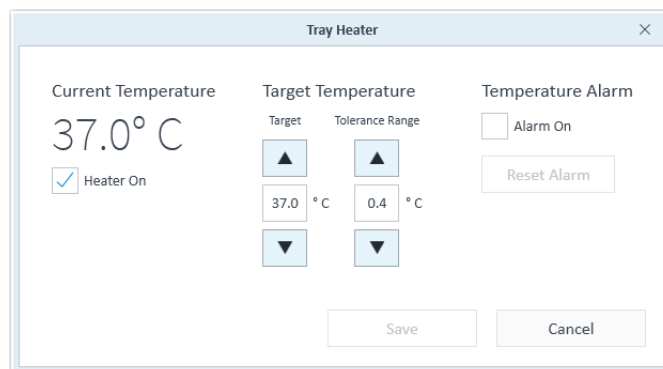 Tray Heater
Current Temperature
37.0° C
Heater On
Target Temperature
Target Tolerance Range
37.0 ° C 0.4 ° C
Temperature Alarm
Alarm On
Reset Alarm
Save Cancel